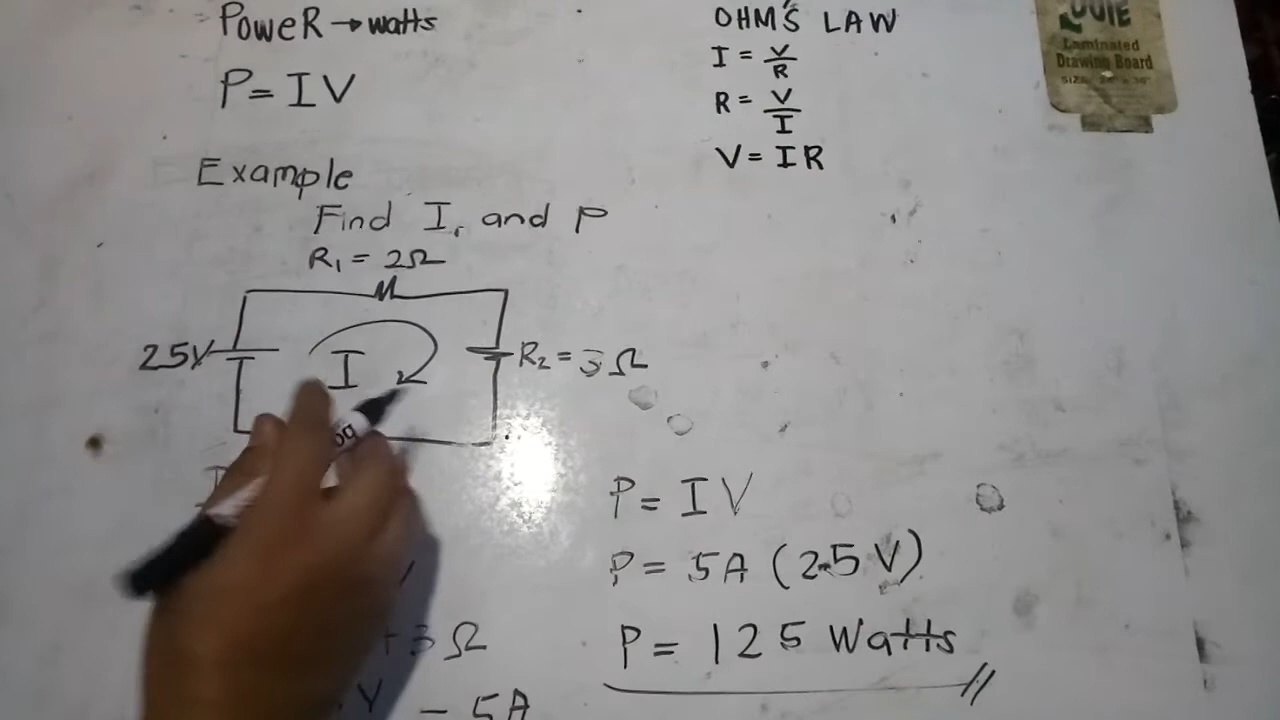 PoweR → watts
P = IV
Example
Find I, and P
R₁ = 2Ω
25V
I
R₂ = 3Ω
+3Ω
V = 5A
P = IV
P = 5A (25V)
P = 125 Watts
OHM'S LAW
I = V/R
R = V/I
V = IR
Laminated
Drawing Board